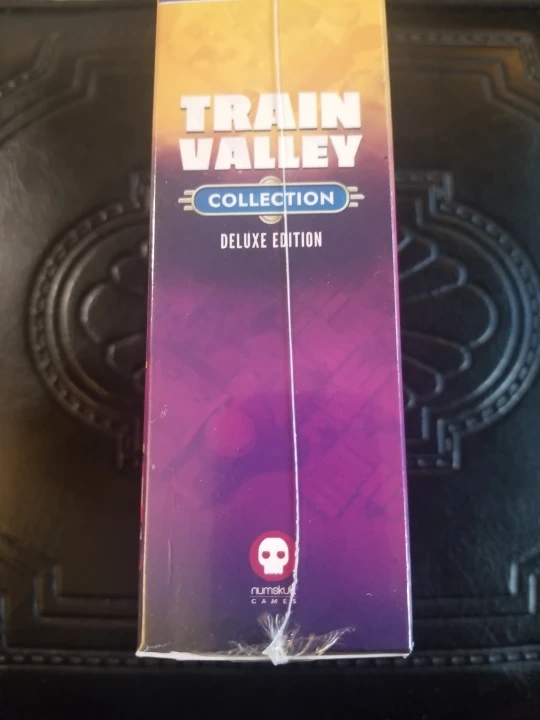 TRAIN
VALLEY
COLLECTION
DELUXE EDITION
numskull
GAMES